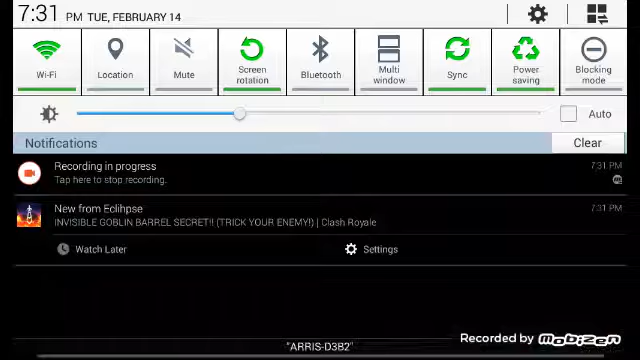 7:31 PM TUE, FEBRUARY 14
Wi-Fi
Location
Mute
Screen
rotation
Bluetooth
Multi
window
Sync
Power
saving
Blocking
mode
Auto
Notifications
Clear
Recording in progress
7:31 PM
Tap here to stop recording.
New from Eclihpse
7:31 PM
INVISIBLE GOBLIN BARREL SECRET!! (TRICK YOUR ENEMY!) | Clash Royale
Watch Later
Settings
"ARRIS-D3B2"
Recorded by Mobizen